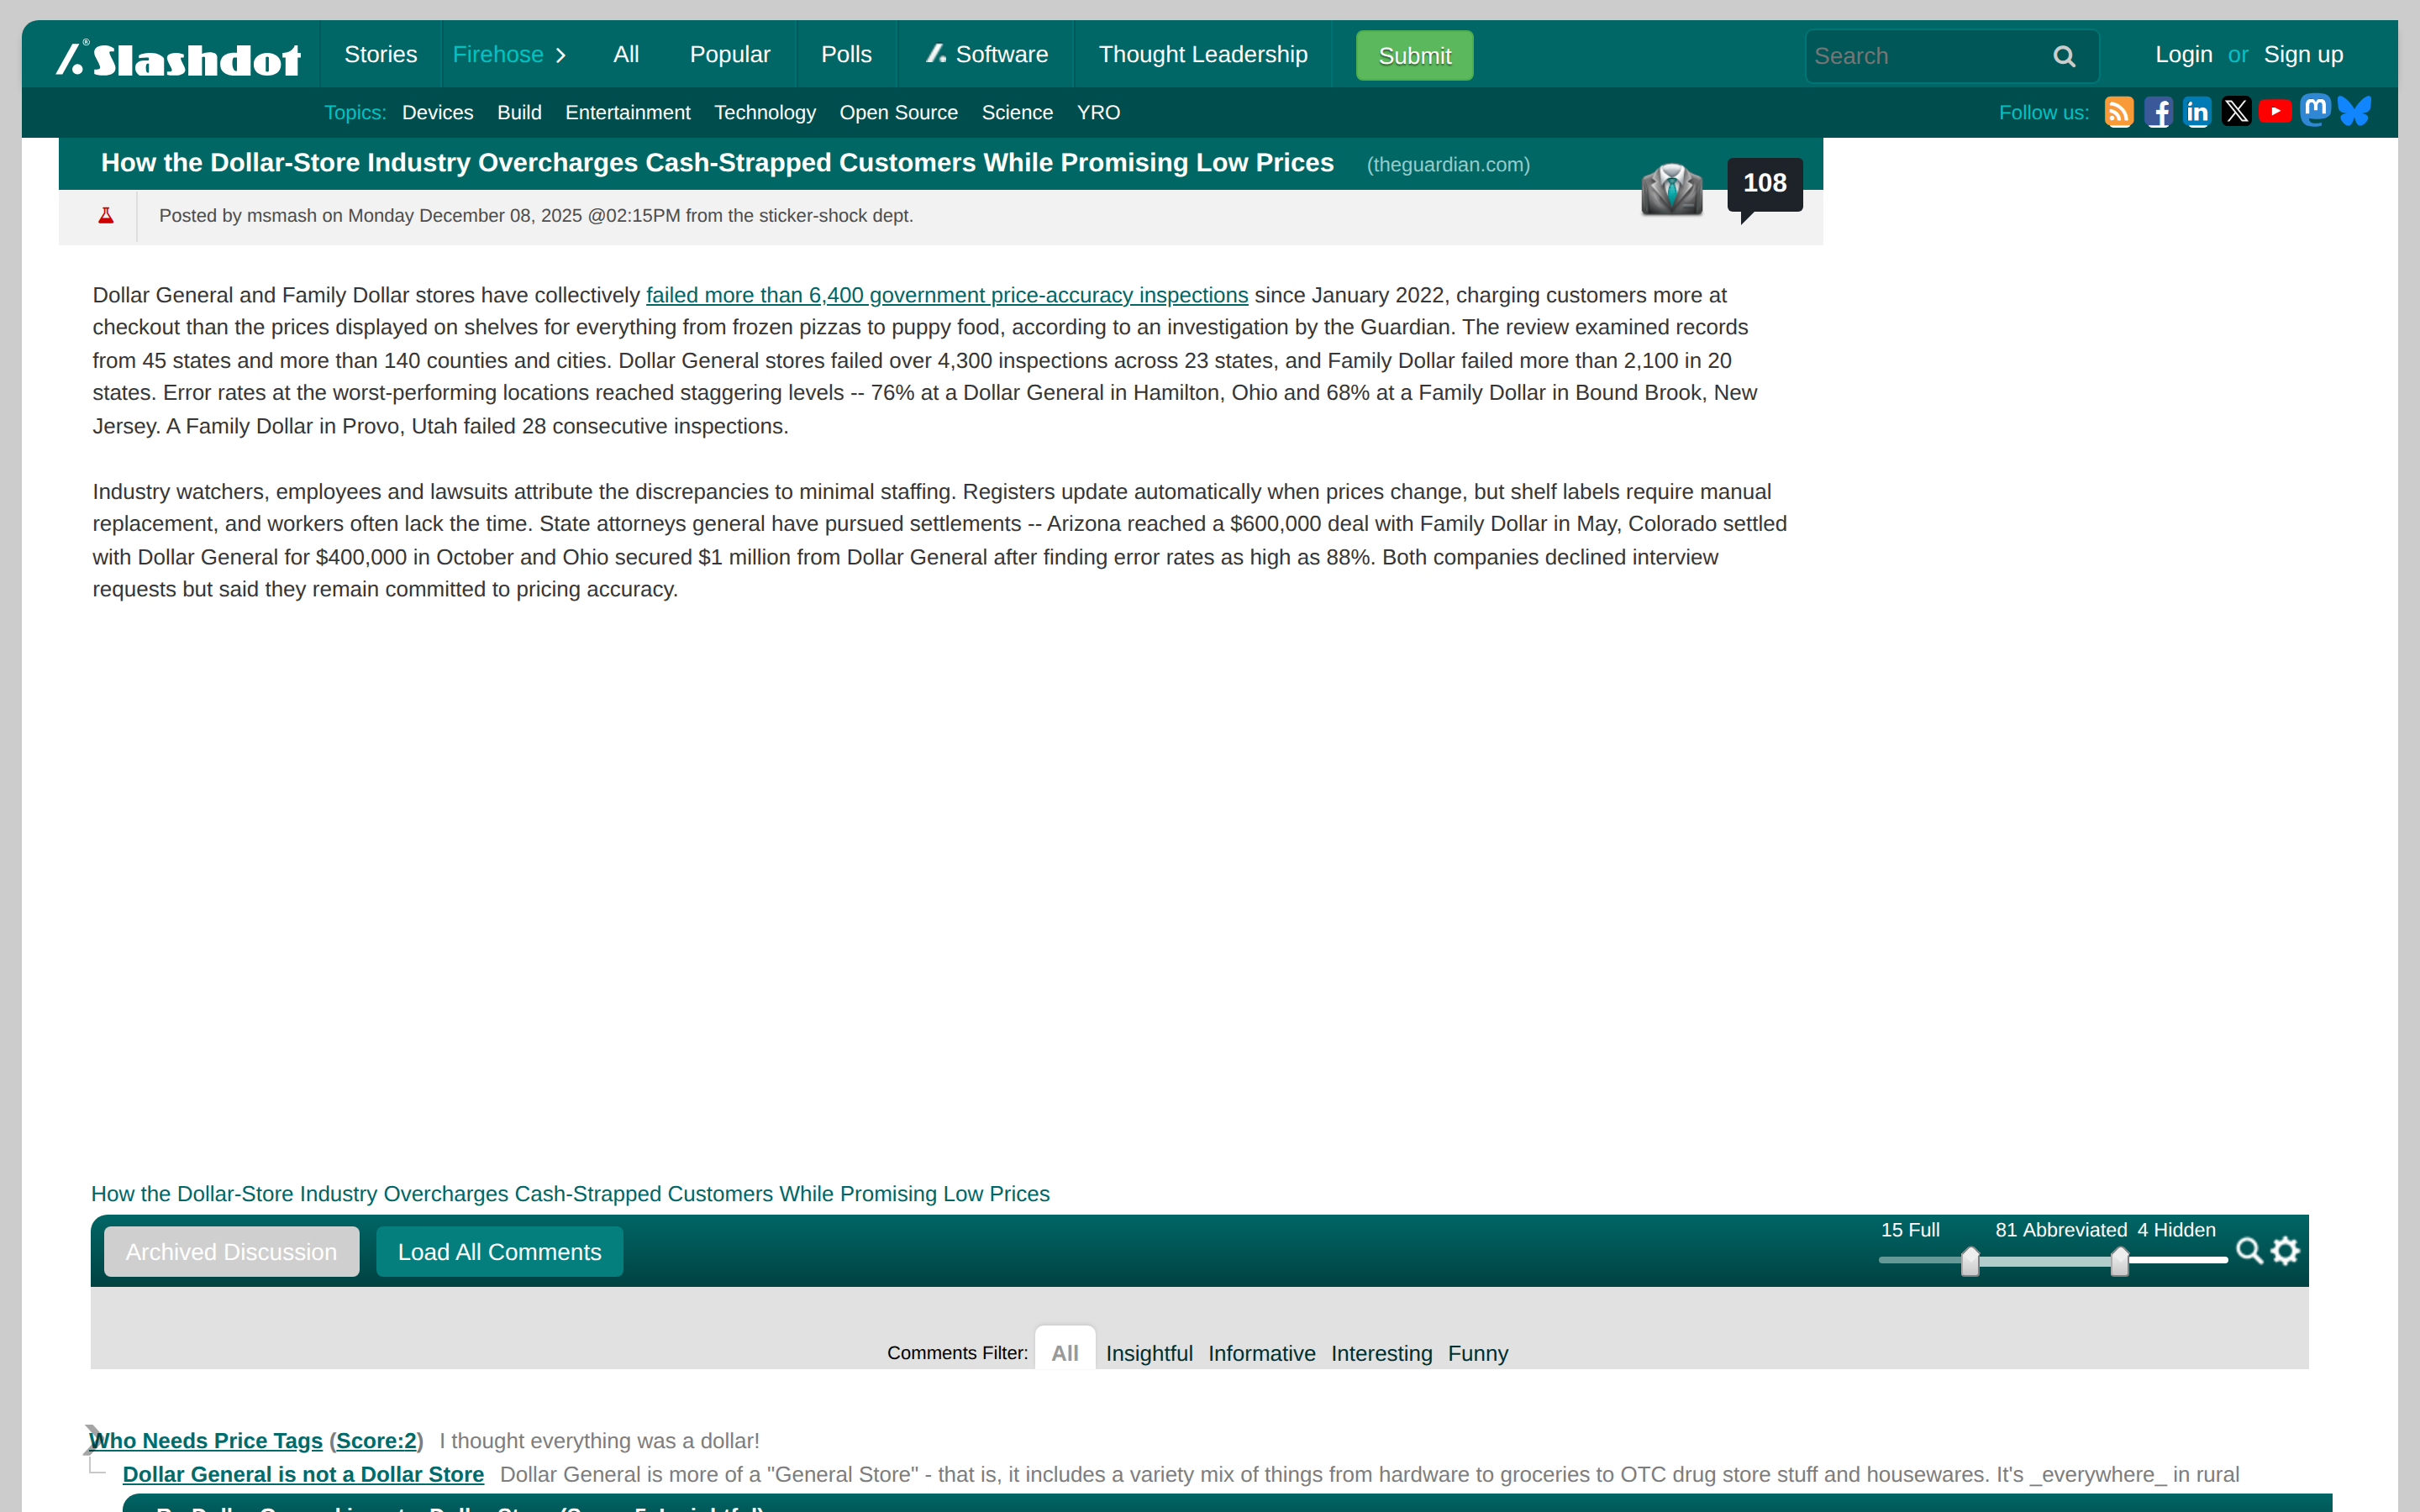 Slashdot®
Stories Firehose All Popular Polls Software Thought Leadership Submit Search Login or Sign up
Topics: Devices Build Entertainment Technology Open Source Science YRO Follow us:
How the Dollar-Store Industry Overcharges Cash-Strapped Customers While Promising Low Prices (theguardian.com)
108
Posted by msmash on Monday December 08, 2025 @02:15PM from the sticker-shock dept.
Dollar General and Family Dollar stores have collectively failed more than 6,400 government price-accuracy inspections since January 2022, charging customers more at
checkout than the prices displayed on shelves for everything from frozen pizzas to puppy food, according to an investigation by the Guardian. The review examined records
from 45 states and more than 140 counties and cities. Dollar General stores failed over 4,300 inspections across 23 states, and Family Dollar failed more than 2,100 in 20
states. Error rates at the worst-performing locations reached staggering levels -- 76% at a Dollar General in Hamilton, Ohio and 68% at a Family Dollar in Bound Brook, New
Jersey. A Family Dollar in Provo, Utah failed 28 consecutive inspections.
Industry watchers, employees and lawsuits attribute the discrepancies to minimal staffing. Registers update automatically when prices change, but shelf labels require manual
replacement, and workers often lack the time. State attorneys general have pursued settlements -- Arizona reached a $600,000 deal with Family Dollar in May, Colorado settled
with Dollar General for $400,000 in October and Ohio secured $1 million from Dollar General after finding error rates as high as 88%. Both companies declined interview
requests but said they remain committed to pricing accuracy.
How the Dollar-Store Industry Overcharges Cash-Strapped Customers While Promising Low Prices
Archived Discussion Load All Comments 15 Full 81 Abbreviated 4 Hidden
Comments Filter: All Insightful Informative Interesting Funny
Who Needs Price Tags (Score:2) I thought everything was a dollar!
Dollar General is not a Dollar Store Dollar General is more of a "General Store" - that is, it includes a variety mix of things from hardware to groceries to OTC drug store stuff and housewares. It's _everywhere_ in rural